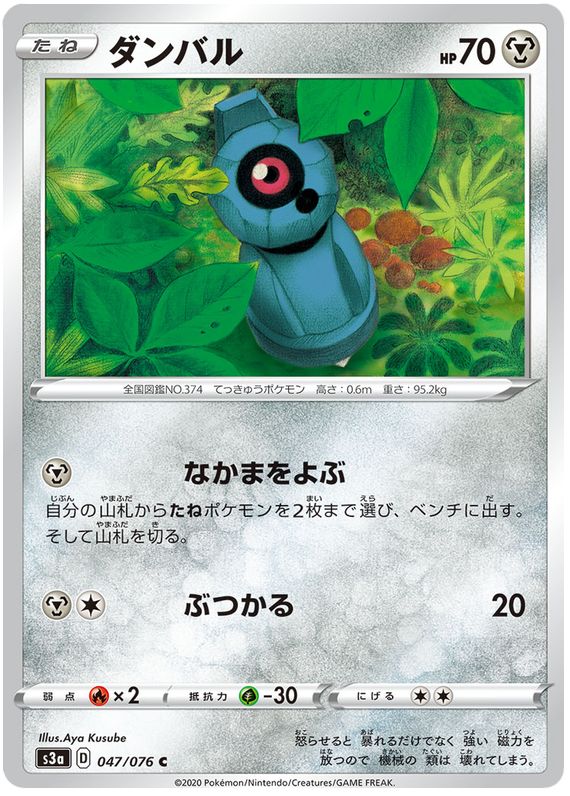 たね ダンバル HP70
全国図鑑NO.374 てっきゅうポケモン 高さ:0.6m 重さ:95.2kg
なかまをよぶ
自分の山札からたねポケモンを2枚まで選び、ベンチに出す。
そして山札を切る。
ぶつかる 20
弱点 ×2 抵抗力 -30 にげる
Illus.Aya Kusube
s3a D 047/076 C
怒らせると 暴れるだけでなく 強い 磁力を
放つので 機械の 類は 壊れてしまう。
©2020 Pokémon/Nintendo/Creatures/GAME FREAK.